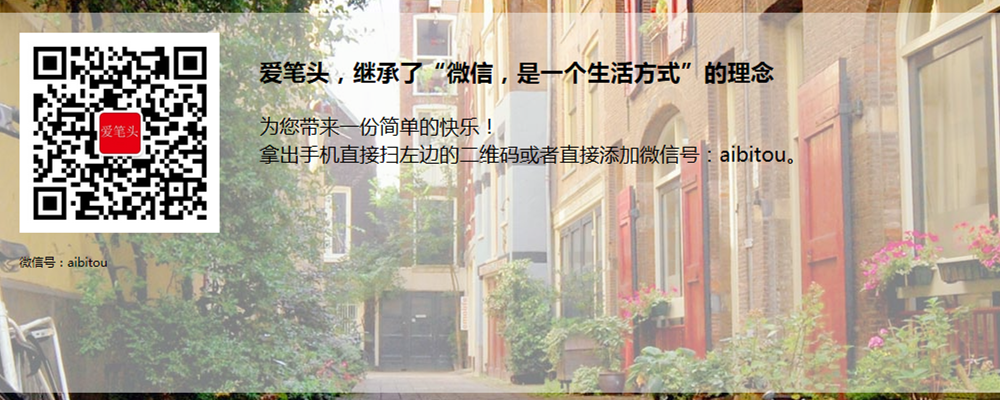 爱笔头
爱笔头，继承了“微信，是一个生活方式”的理念
为您带来一份简单的快乐！
拿出手机直接扫左边的二维码或者直接添加微信号：aibitou。
微信号：aibitou